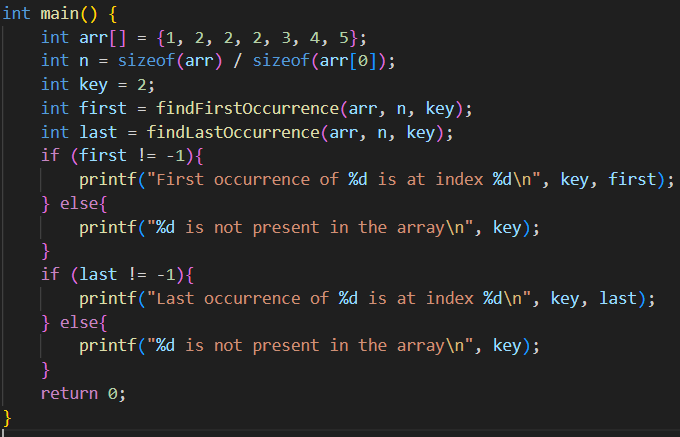 int main() {
    int arr[] = {1, 2, 2, 2, 3, 4, 5};
    int n = sizeof(arr) / sizeof(arr[0]);
    int key = 2;
    int first = findFirstOccurrence(arr, n, key);
    int last = findLastOccurrence(arr, n, key);
    if (first != -1){
        printf("First occurrence of %d is at index %d\n", key, first);
    } else{
        printf("%d is not present in the array\n", key);
    }
    if (last != -1){
        printf("Last occurrence of %d is at index %d\n", key, last);
    } else{
        printf("%d is not present in the array\n", key);
    }
    return 0;
}